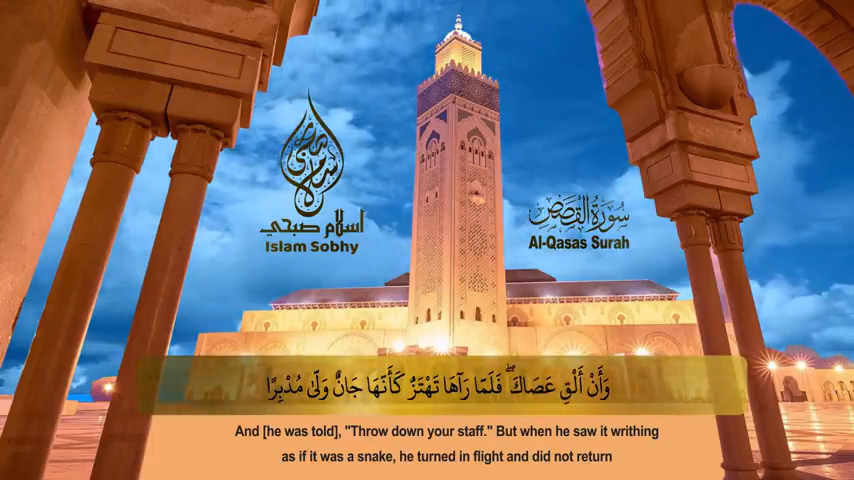 اسلام صبحي
Islam Sobhy
سُورَةُ القَصَصِ
Al-Qasas Surah
وَأَنْ أَلْقِ عَصَاكَ ۖ فَلَمَّا رَآهَا تَهْتَزُّ كَأَنَّهَا جَانٌّ وَلَّىٰ مُدْبِرًا
And [he was told], "Throw down your staff." But when he saw it writhing
as if it was a snake, he turned in flight and did not return